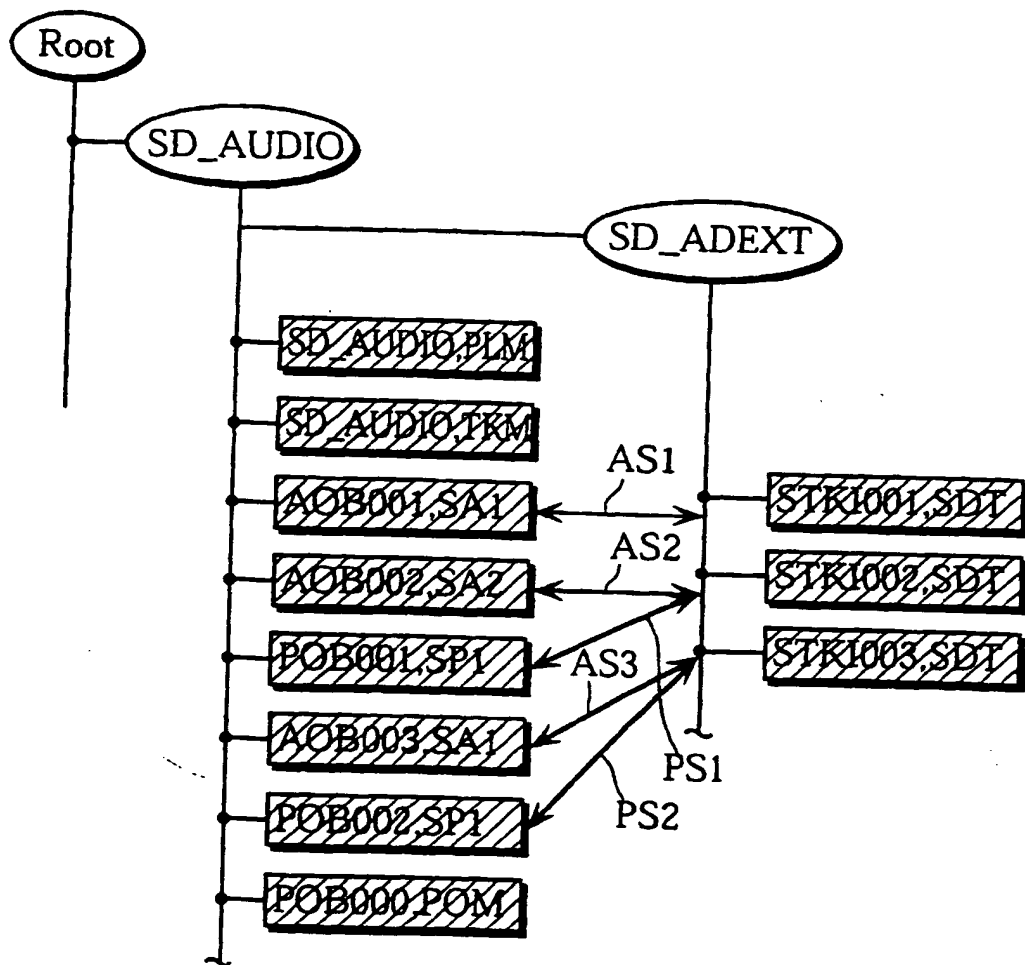 Root
SD_AUDIO
SD_ADEXT
SD_AUDIO,PLM
SD_AUDIO,TKM
AS1
AOB001,SA1
STKI001,SDT
AS2
AOB002,SA2
STKI002,SDT
POB001,SP1
AS3
STKI003,SDT
AOB003,SA1
PS1
POB002,SP1
PS2
POB000,POM